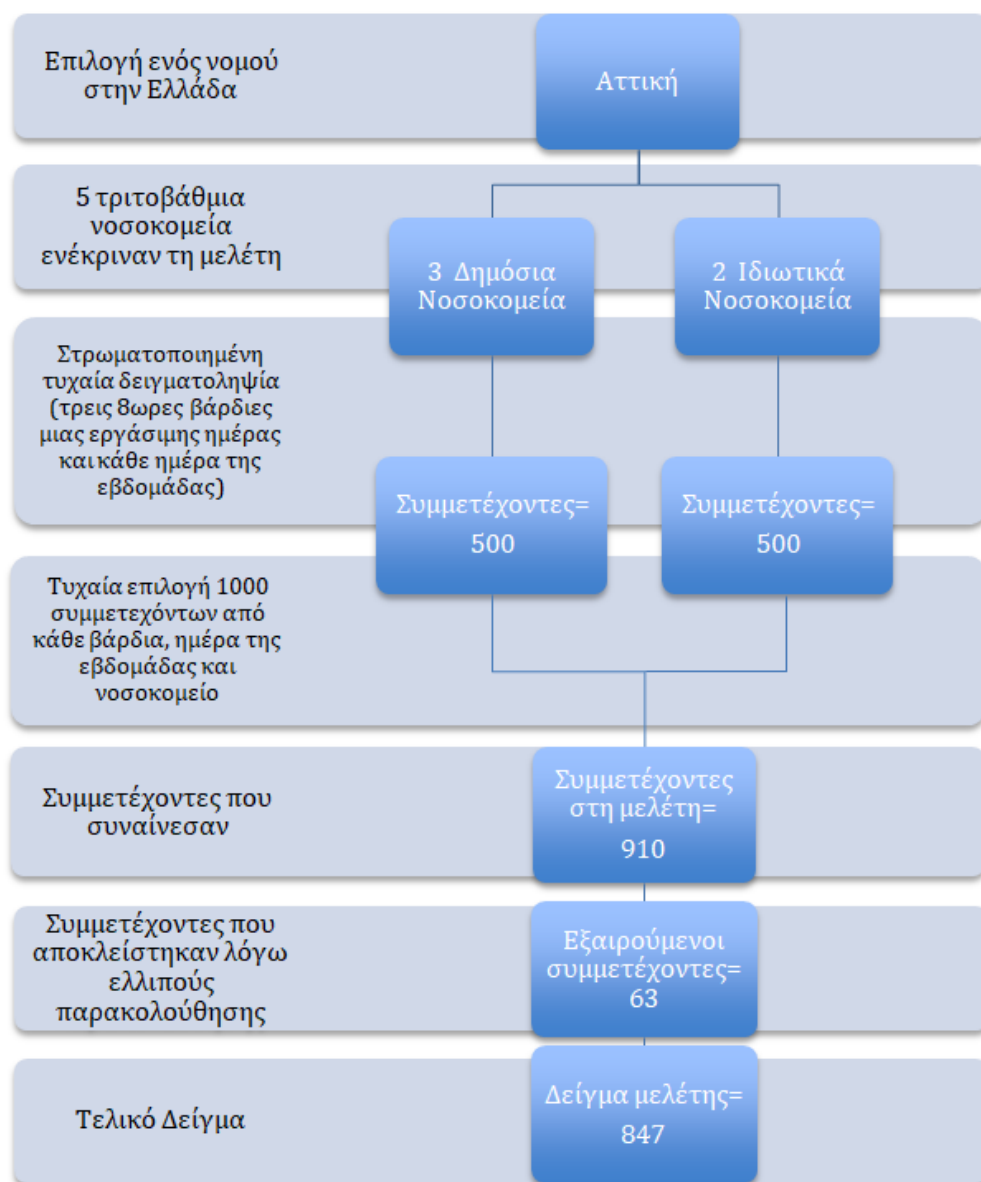 Επιλογή ενός νομού
στην Ελλάδα
Αττική
5 τριτοβάθμια
νοσοκομεία
ενέκριναν τη μελέτη
3 Δημόσια
Νοσοκομεία
2 Ιδιωτικά
Νοσοκομεία
Στρωματοποιημένη
τυχαία δειγματοληψία
(τρεις 8ωρες βάρδιες
μιας εργάσιμης ημέρας
και κάθε ημέρα της
εβδομάδας)
Συμμετέχοντες=
500
Συμμετέχοντες=
500
Τυχαία επιλογή 1000
συμμετεχόντων από
κάθε βάρδια, ημέρα της
εβδομάδας και
νοσοκομείο
Συμμετέχοντες που
συναίνεσαν
Συμμετέχοντες
στη μελέτη=
910
Συμμετέχοντες που
αποκλείστηκαν λόγω
ελλιπούς
παρακολούθησης
Εξαιρούμενοι
συμμετέχοντες=
63
Τελικό Δείγμα
Δείγμα μελέτης=
847